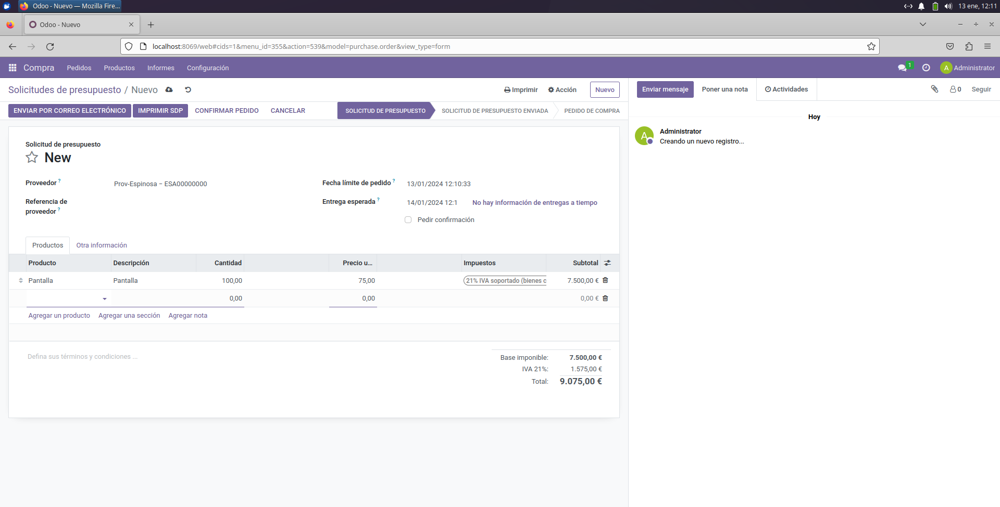 Odoo - Nuevo — Mozilla Fire...
13 ene, 12:11
Odoo - Nuevo
localhost:8069/web#cids=1&menu_id=355&action=539&model=purchase.order&view_type=form
Compra Pedidos Productos Informes Configuración
1 A Administrator
Solicitudes de presupuesto / Nuevo
Imprimir Acción Nuevo
ENVIAR POR CORREO ELECTRÓNICO IMPRIMIR SDP CONFIRMAR PEDIDO CANCELAR
SOLICITUD DE PRESUPUESTO SOLICITUD DE PRESUPUESTO ENVIADA PEDIDO DE COMPRA
Solicitud de presupuesto
New
Proveedor ? Prov-Espinosa – ESA00000000
Referencia de
proveedor ?
Fecha límite de pedido ? 13/01/2024 12:10:33
Entrega esperada ? 14/01/2024 12:1 No hay información de entregas a tiempo
Pedir confirmación
Productos Otra información
Producto Descripción Cantidad Precio u... Impuestos Subtotal
Pantalla Pantalla 100,00 75,00 21% IVA soportado (bienes c 7.500,00 €
0,00 0,00 0,00 €
Agregar un producto Agregar una sección Agregar nota
Defina sus términos y condiciones ...
Base imponible: 7.500,00 €
IVA 21%: 1.575,00 €
Total: 9.075,00 €
Enviar mensaje Poner una nota Actividades 0 Seguir
Hoy
A Administrator
Creando un nuevo registro...